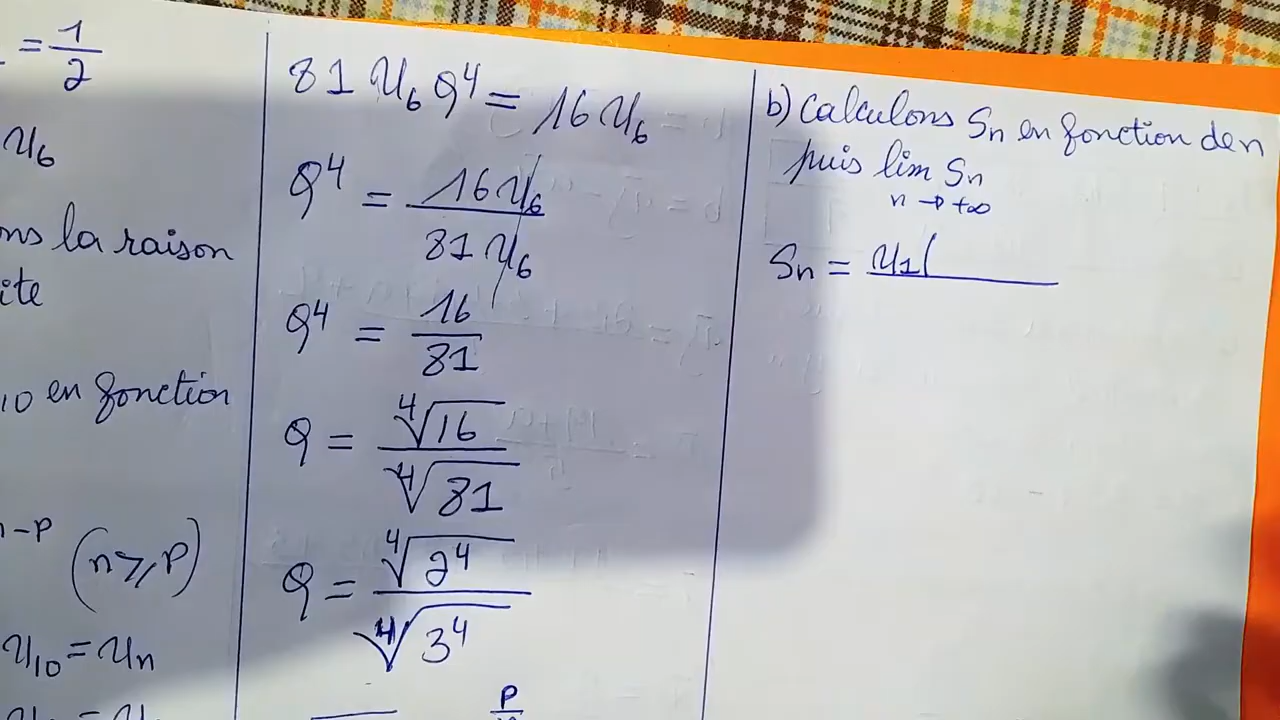 = 1/2
U6
ns la raison
ite
10 en fonction
n-p (n⩾p)
U10 = Un
81 U6 Q⁴ = 16 U6
Q⁴ = 16 U6 / 81 U6
Q⁴ = 16/81
Q = ⁴√16 / ⁴√81
Q = ⁴√2⁴ / ⁴√3⁴
P
b) Calculons Sn en fonction de n
puis lim Sn
n → +∞
Sn = U1(